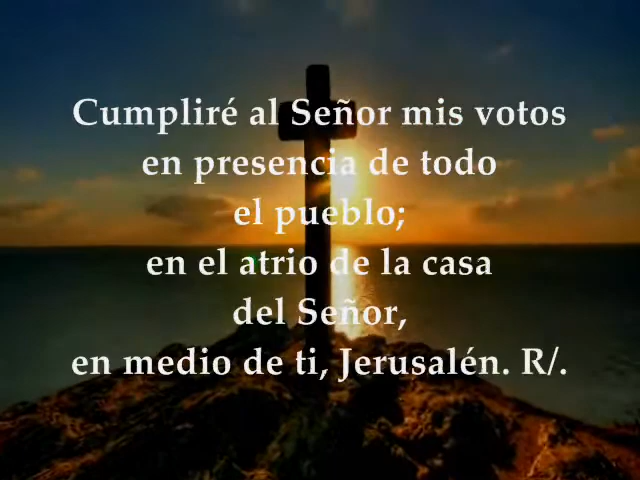 Cumpliré al Señor mis votos
en presencia de todo
el pueblo;
en el atrio de la casa
del Señor,
en medio de ti, Jerusalén. R/.